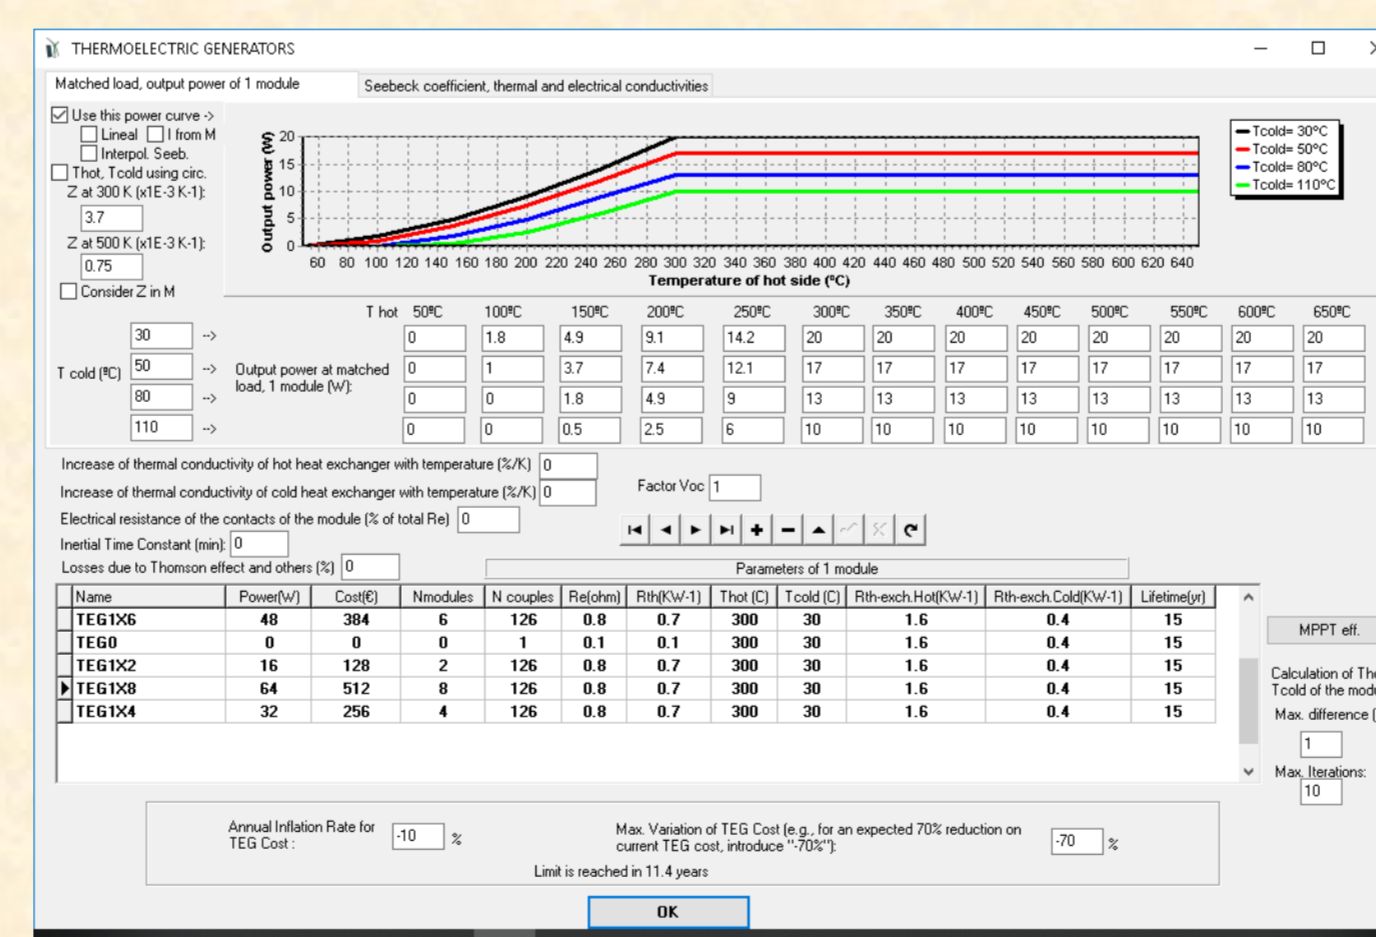 THERMOELECTRIC GENERATORS
Matched load, output power of 1 module
Seebeck coefficient, thermal and electrical conductivities
Use this power curve ->
Lineal I from M
Interpol. Seeb.
Thot, Tcold using circ.
Z at 300 K (x1E-3 K-1):
3.7
Z at 500 K (x1E-3 K-1):
0.75
Consider Z in M
Output power (W)
20
15
10
5
0
60 80 100 120 140 160 180 200 220 240 260 280 300 320 340 360 380 400 420 440 460 480 500 520 540 560 580 600 620 640
Temperature of hot side (ºC)
Tcold= 30ºC
Tcold= 50ºC
Tcold= 80ºC
Tcold= 110ºC
T hot 50ºC 100ºC 150ºC 200ºC 250ºC 300ºC 350ºC 400ºC 450ºC 500ºC 550ºC 600ºC 650ºC
T cold (ºC)
Output power at matched
load, 1 module (W):
30 --> 0 1.8 4.9 9.1 14.2 20 20 20 20 20 20 20 20
50 --> 0 1 3.7 7.4 12.1 17 17 17 17 17 17 17 17
80 --> 0 0 1.8 4.9 9 13 13 13 13 13 13 13 13
110 --> 0 0 0.5 2.5 6 10 10 10 10 10 10 10 10
Increase of thermal conductivity of hot heat exchanger with temperature (%/K) 0
Increase of thermal conductivity of cold heat exchanger with temperature (%/K) 0
Factor Voc 1
Electrical resistance of the contacts of the module (% of total Re) 0
Inertial Time Constant (min): 0
Losses due to Thomson effect and others (%) 0
Parameters of 1 module
Name Power(W) Cost(€) Nmodules N couples Re(ohm) Rth(KW-1) Thot (C) Tcold (C) Rth-exch.Hot(KW-1) Rth-exch.Cold(KW-1) Lifetime(yr)
TEG1X6 48 384 6 126 0.8 0.7 300 30 1.6 0.4 15
TEG0 0 0 0 1 0.1 0.1 300 30 1.6 0.4 15
TEG1X2 16 128 2 126 0.8 0.7 300 30 1.6 0.4 15
TEG1X8 64 512 8 126 0.8 0.7 300 30 1.6 0.4 15
TEG1X4 32 256 4 126 0.8 0.7 300 30 1.6 0.4 15
MPPT eff.
Calculation of
Tcold of the
Max. difference
1
Max. Iterations:
10
Annual Inflation Rate for
TEG Cost :
-10 %
Max. Variation of TEG Cost (e.g., for an expected 70% reduction on
current TEG cost, introduce "-70%"):
-70 %
Limit is reached in 11.4 years
OK